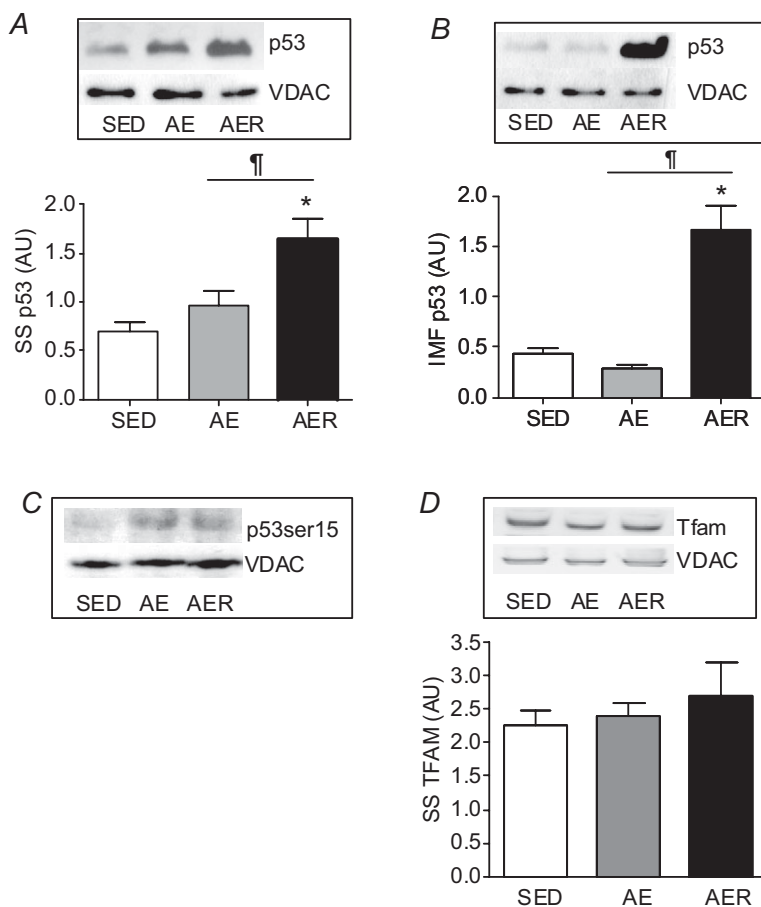 A
p53
VDAC
SED AE AER
¶
*
SS p53 (AU)
2.0
1.5
1.0
0.5
0.0
SED AE AER
B
p53
VDAC
SED AE AER
¶
*
IMF p53 (AU)
2.0
1.5
1.0
0.5
0.0
SED AE AER
C
p53ser15
VDAC
SED AE AER
D
Tfam
VDAC
SED AE AER
SS TFAM (AU)
3.5
3.0
2.5
2.0
1.5
1.0
0.5
0.0
SED AE AER